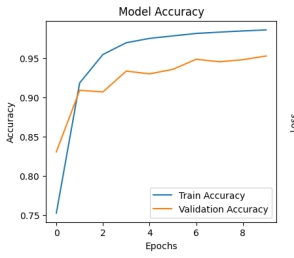 Model Accuracy
Accuracy
0.95
0.90
0.85
0.80
0.75
0 2 4 6 8
Epochs
Train Accuracy
Validation Accuracy
Loss